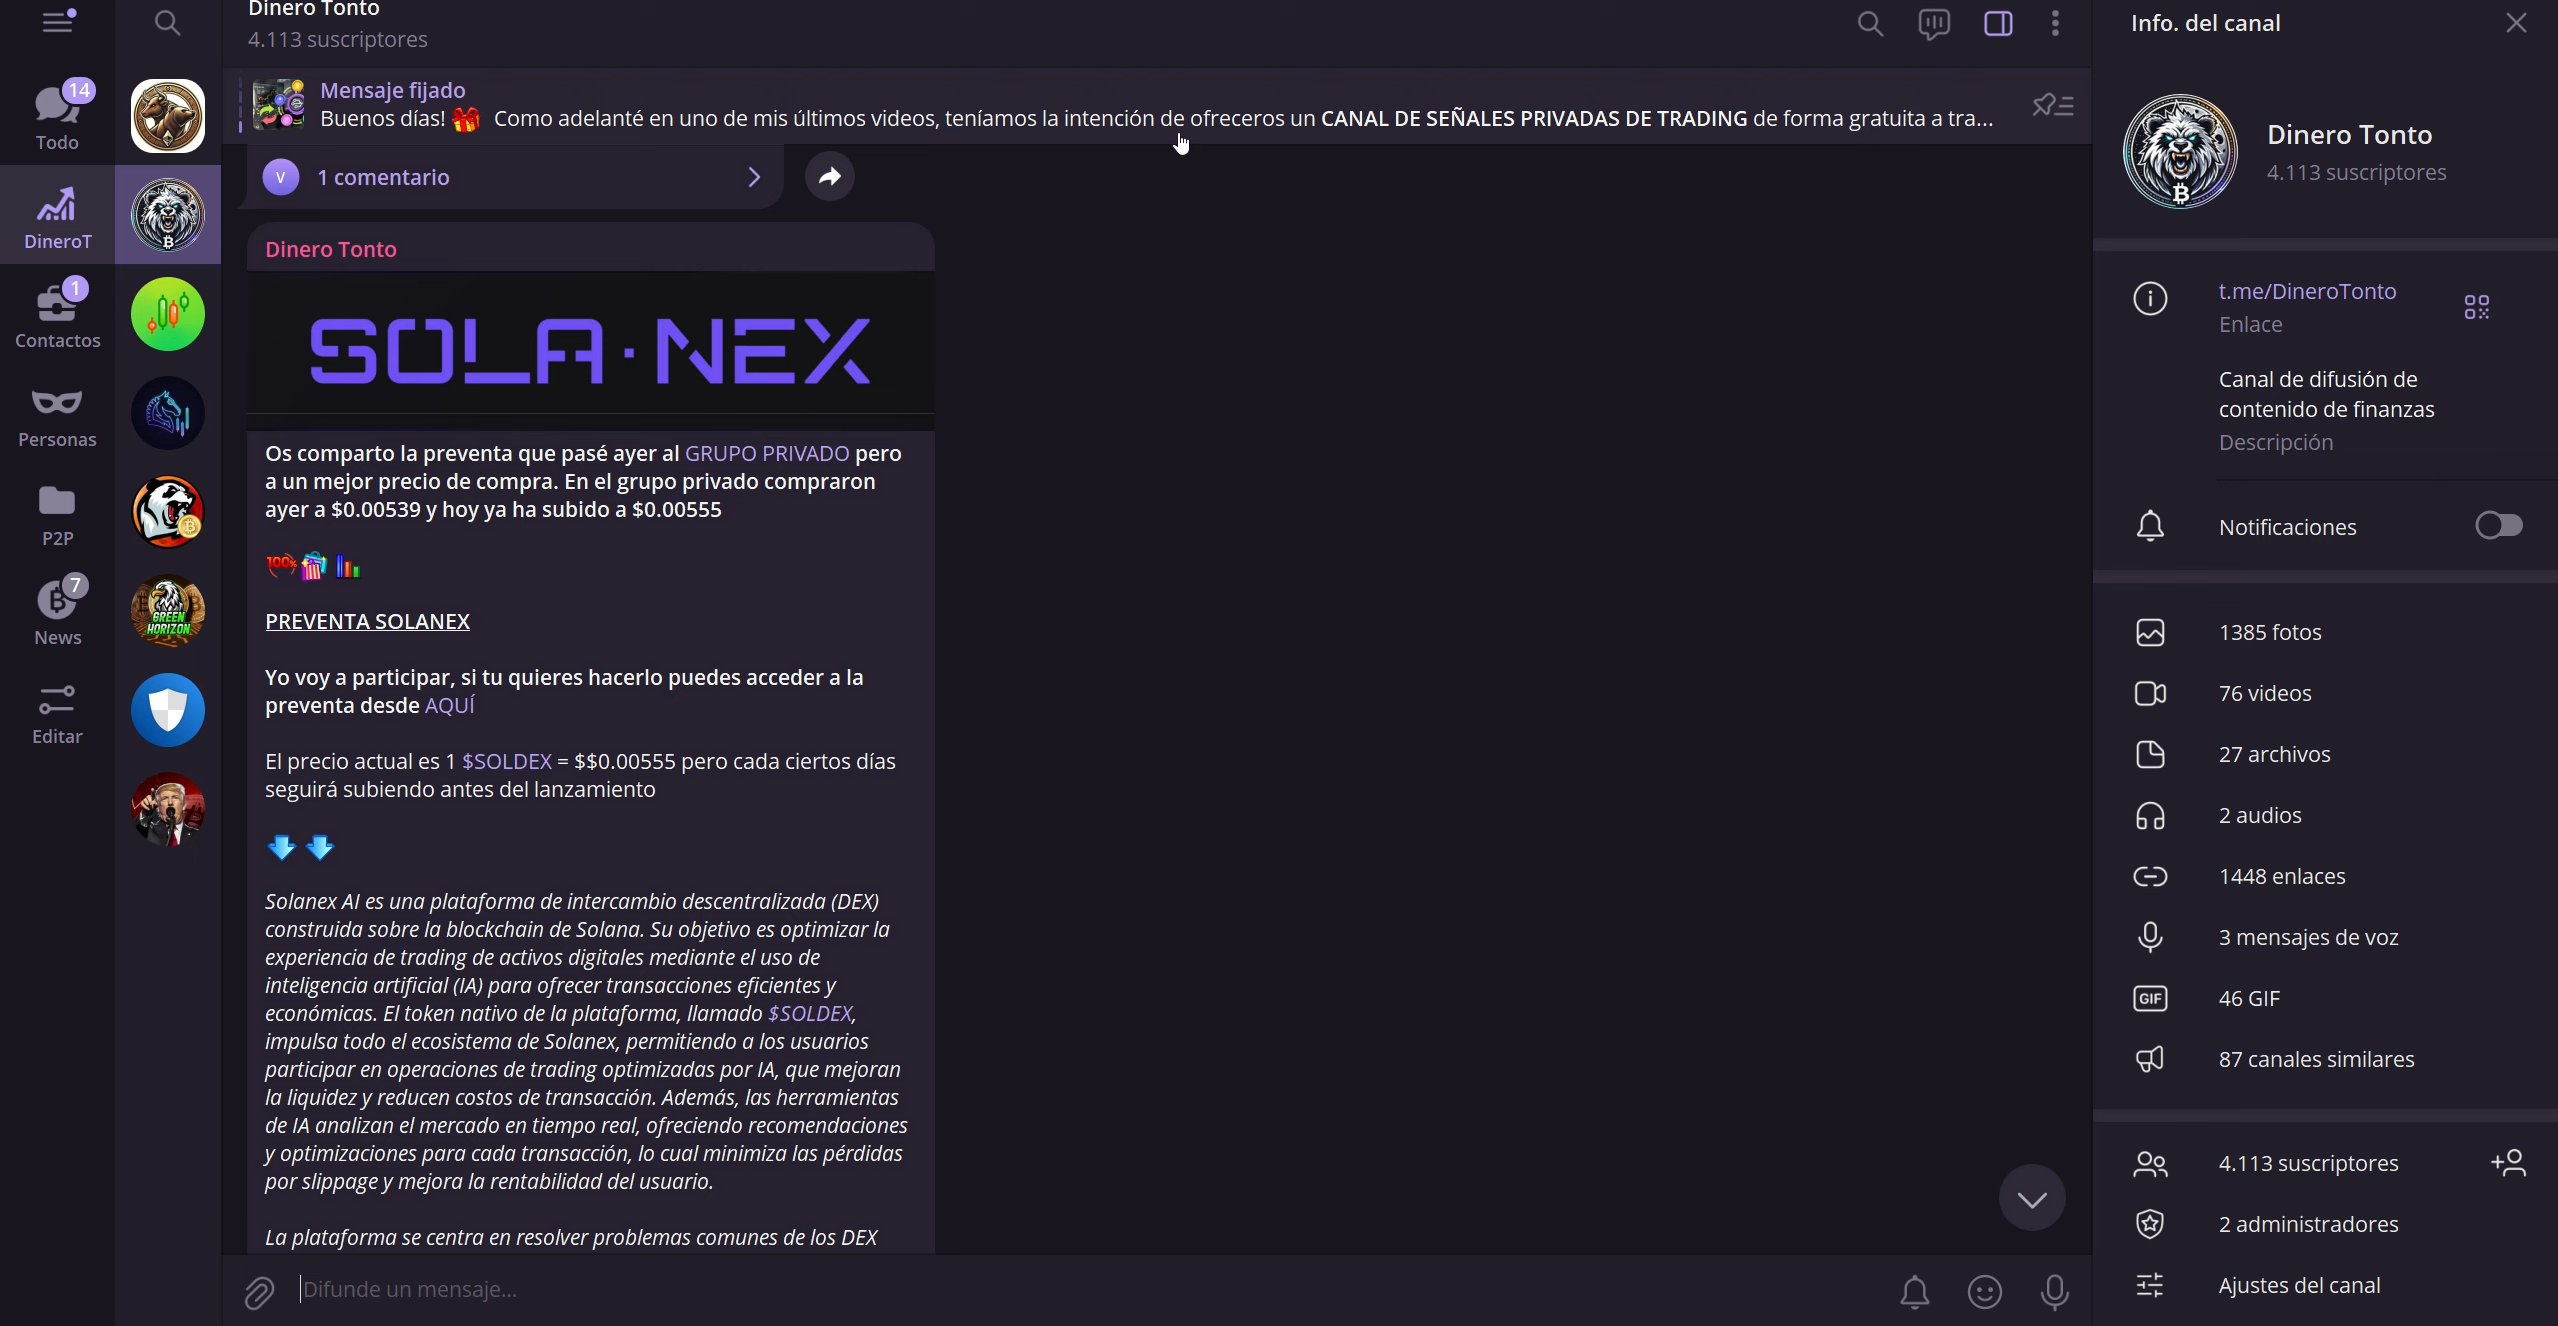 Dinero Tonto
4.113 suscriptores
Info. del canal
14
Todo
DineroT
1
Contactos
Personas
P2P
7
News
Editar
GREEN
HORIZON
Mensaje fijado
Buenos días! 🎁 Como adelanté en uno de mis últimos videos, teníamos la intención de ofreceros un CANAL DE SEÑALES PRIVADAS DE TRADING de forma gratuita a tra...
V 1 comentario
Dinero Tonto
SOLA·NEX
Os comparto la preventa que pasé ayer al GRUPO PRIVADO pero
a un mejor precio de compra. En el grupo privado compraron
ayer a $0.00539 y hoy ya ha subido a $0.00555
100%
PREVENTA SOLANEX
Yo voy a participar, si tu quieres hacerlo puedes acceder a la
preventa desde AQUÍ
El precio actual es 1 $SOLDEX = $$0.00555 pero cada ciertos días
seguirá subiendo antes del lanzamiento
Solanex AI es una plataforma de intercambio descentralizada (DEX)
construida sobre la blockchain de Solana. Su objetivo es optimizar la
experiencia de trading de activos digitales mediante el uso de
inteligencia artificial (IA) para ofrecer transacciones eficientes y
económicas. El token nativo de la plataforma, llamado $SOLDEX,
impulsa todo el ecosistema de Solanex, permitiendo a los usuarios
participar en operaciones de trading optimizadas por IA, que mejoran
la liquidez y reducen costos de transacción. Además, las herramientas
de IA analizan el mercado en tiempo real, ofreciendo recomendaciones
y optimizaciones para cada transacción, lo cual minimiza las pérdidas
por slippage y mejora la rentabilidad del usuario.
La plataforma se centra en resolver problemas comunes de los DEX
Difunde un mensaje...
Dinero Tonto
4.113 suscriptores
t.me/DineroTonto
Enlace
Canal de difusión de
contenido de finanzas
Descripción
Notificaciones
1385 fotos
76 videos
27 archivos
2 audios
1448 enlaces
3 mensajes de voz
GIF 46 GIF
87 canales similares
4.113 suscriptores
2 administradores
Ajustes del canal